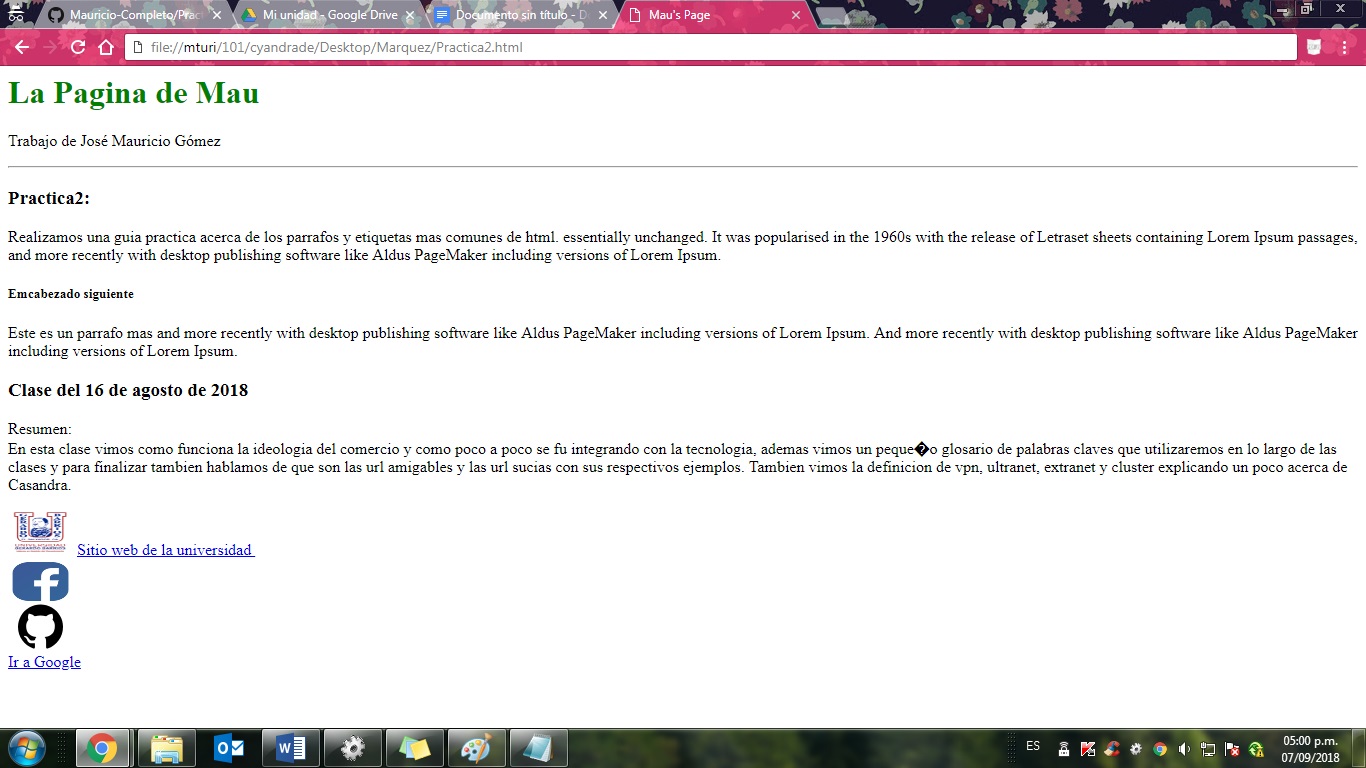 Mauricio-Completo/Prac
Mi unidad - Google Drive
Documento sin título - D
Mau's Page
file://mturi/101/cyandrade/Desktop/Marquez/Practica2.html
La Pagina de Mau
Trabajo de José Mauricio Gómez
Practica2:
Realizamos una guia practica acerca de los parrafos y etiquetas mas comunes de html. essentially unchanged. It was popularised in the 1960s with the release of Letraset sheets containing Lorem Ipsum passages,
and more recently with desktop publishing software like Aldus PageMaker including versions of Lorem Ipsum.
Emcabezado siguiente
Este es un parrafo mas and more recently with desktop publishing software like Aldus PageMaker including versions of Lorem Ipsum. And more recently with desktop publishing software like Aldus PageMaker
including versions of Lorem Ipsum.
Clase del 16 de agosto de 2018
Resumen:
En esta clase vimos como funciona la ideologia del comercio y como poco a poco se fu integrando con la tecnologia, ademas vimos un peque�o glosario de palabras claves que utilizaremos en lo largo de las
clases y para finalizar tambien hablamos de que son las url amigables y las url sucias con sus respectivos ejemplos. Tambien vimos la definicion de vpn, ultranet, extranet y cluster explicando un poco acerca de
Casandra.
Sitio web de la universidad
Ir a Google
ES
05:00 p.m.
07/09/2018